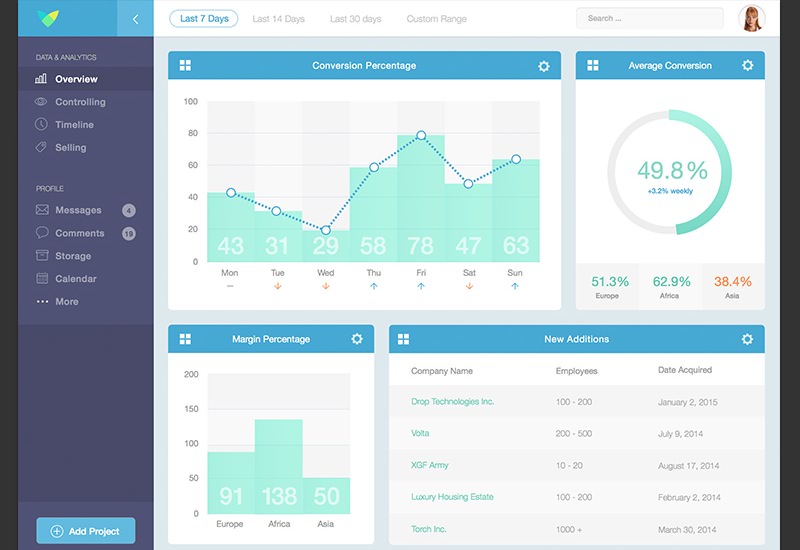 Last 7 Days Last 14 Days Last 30 days Custom Range Search ...
DATA & ANALYTICS
Overview
Controlling
Timeline
Selling
PROFILE
Messages 4
Comments 19
Storage
Calendar
More
Add Project
Conversion Percentage
100
80
60
40
20
0
43 31 29 58 78 47 63
Mon Tue Wed Thu Fri Sat Sun
Average Conversion
49.8%
+3.2% weekly
51.3% 62.9% 38.4%
Europe Africa Asia
Margin Percentage
200
150
100
50
0
91 138 50
Europe Africa Asia
New Additions
Company Name Employees Date Acquired
Drop Technologies Inc. 100 - 200 January 2, 2015
Volta 200 - 500 July 9, 2014
XGF Army 10 - 20 August 17, 2014
Luxury Housing Estate 100 - 200 February 2, 2014
Torch Inc. 1000 + March 30, 2014